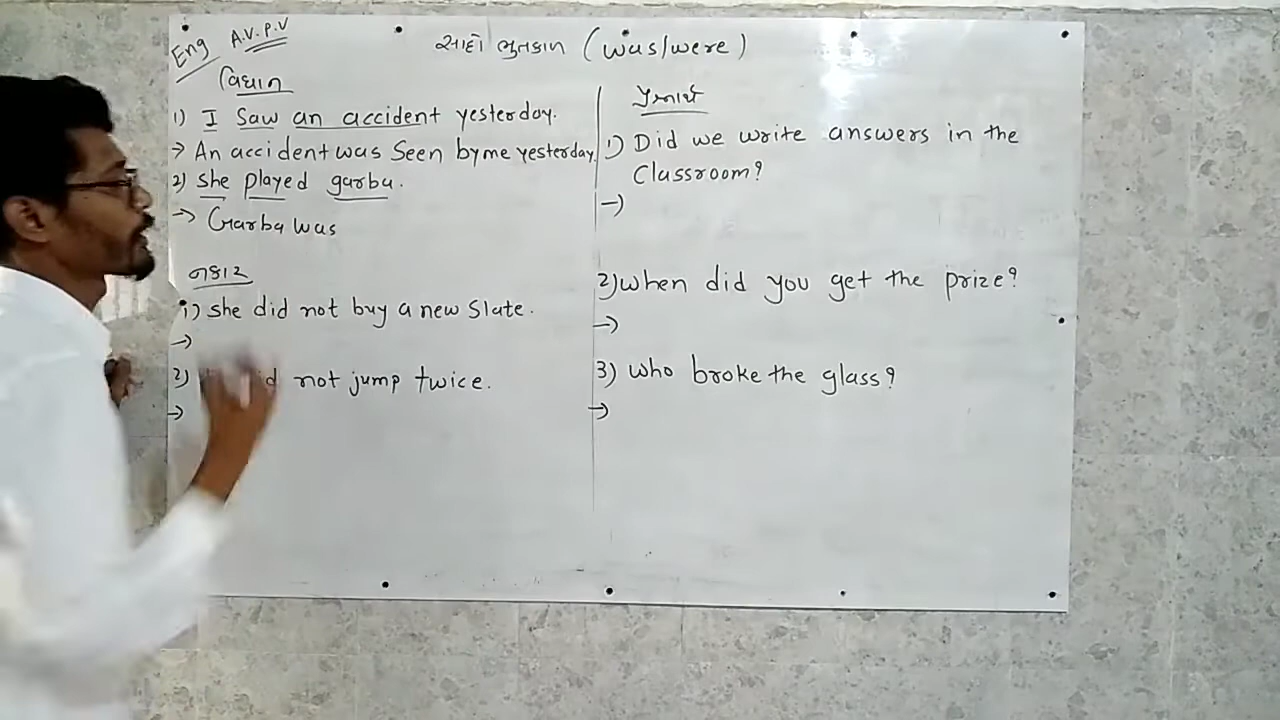 Eng A.V. P.V
સાદો ભુતકાળ (was/were)
વિધાન
1) I Saw an accident yesterday.
→ An accident was Seen by me yesterday
2) she played garba.
→ Garba was
નકાર
1) she did not buy a new Slate.
→
2) not jump twice.
→
પ્રશ્નાર્થ
1) Did we write answers in the
Classroom?
→
2) when did you get the prize?
→
3) who broke the glass?
→